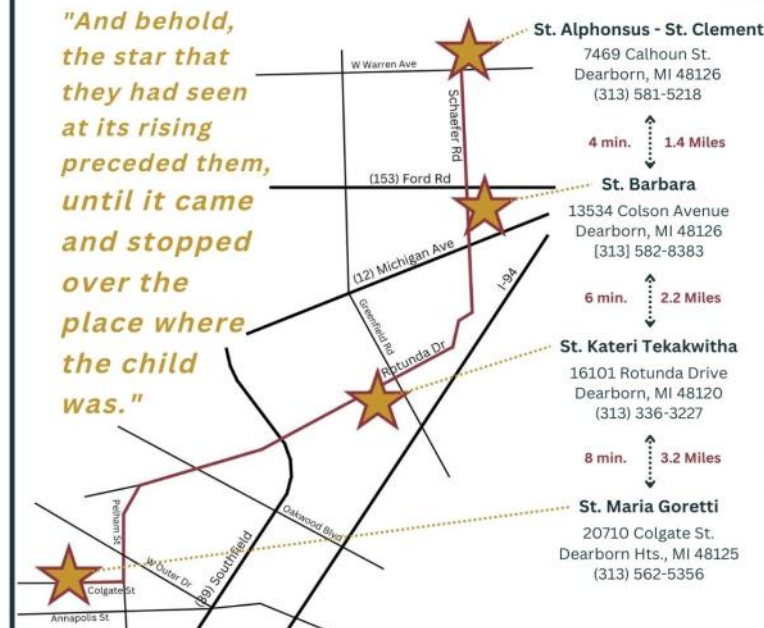 "And behold,
the star that
they had seen
at its rising
preceded them,
until it came
and stopped
over the
place where
the child
was."
W Warren Ave
Schaefer Rd
(153) Ford Rd
(12) Michigan Ave
I-94
Greenfield Rd
Rotunda Dr
Oakwood Blvd
Pelham St
W Outer Dr
(39) Southfield
Colgate St
Annapolis St
St. Alphonsus - St. Clement
7469 Calhoun St.
Dearborn, MI 48126
(313) 581-5218
4 min. 1.4 Miles
St. Barbara
13534 Colson Avenue
Dearborn, MI 48126
[313] 582-8383
6 min. 2.2 Miles
St. Kateri Tekakwitha
16101 Rotunda Drive
Dearborn, MI 48120
(313) 336-3227
8 min. 3.2 Miles
St. Maria Goretti
20710 Colgate St.
Dearborn Hts., MI 48125
(313) 562-5356